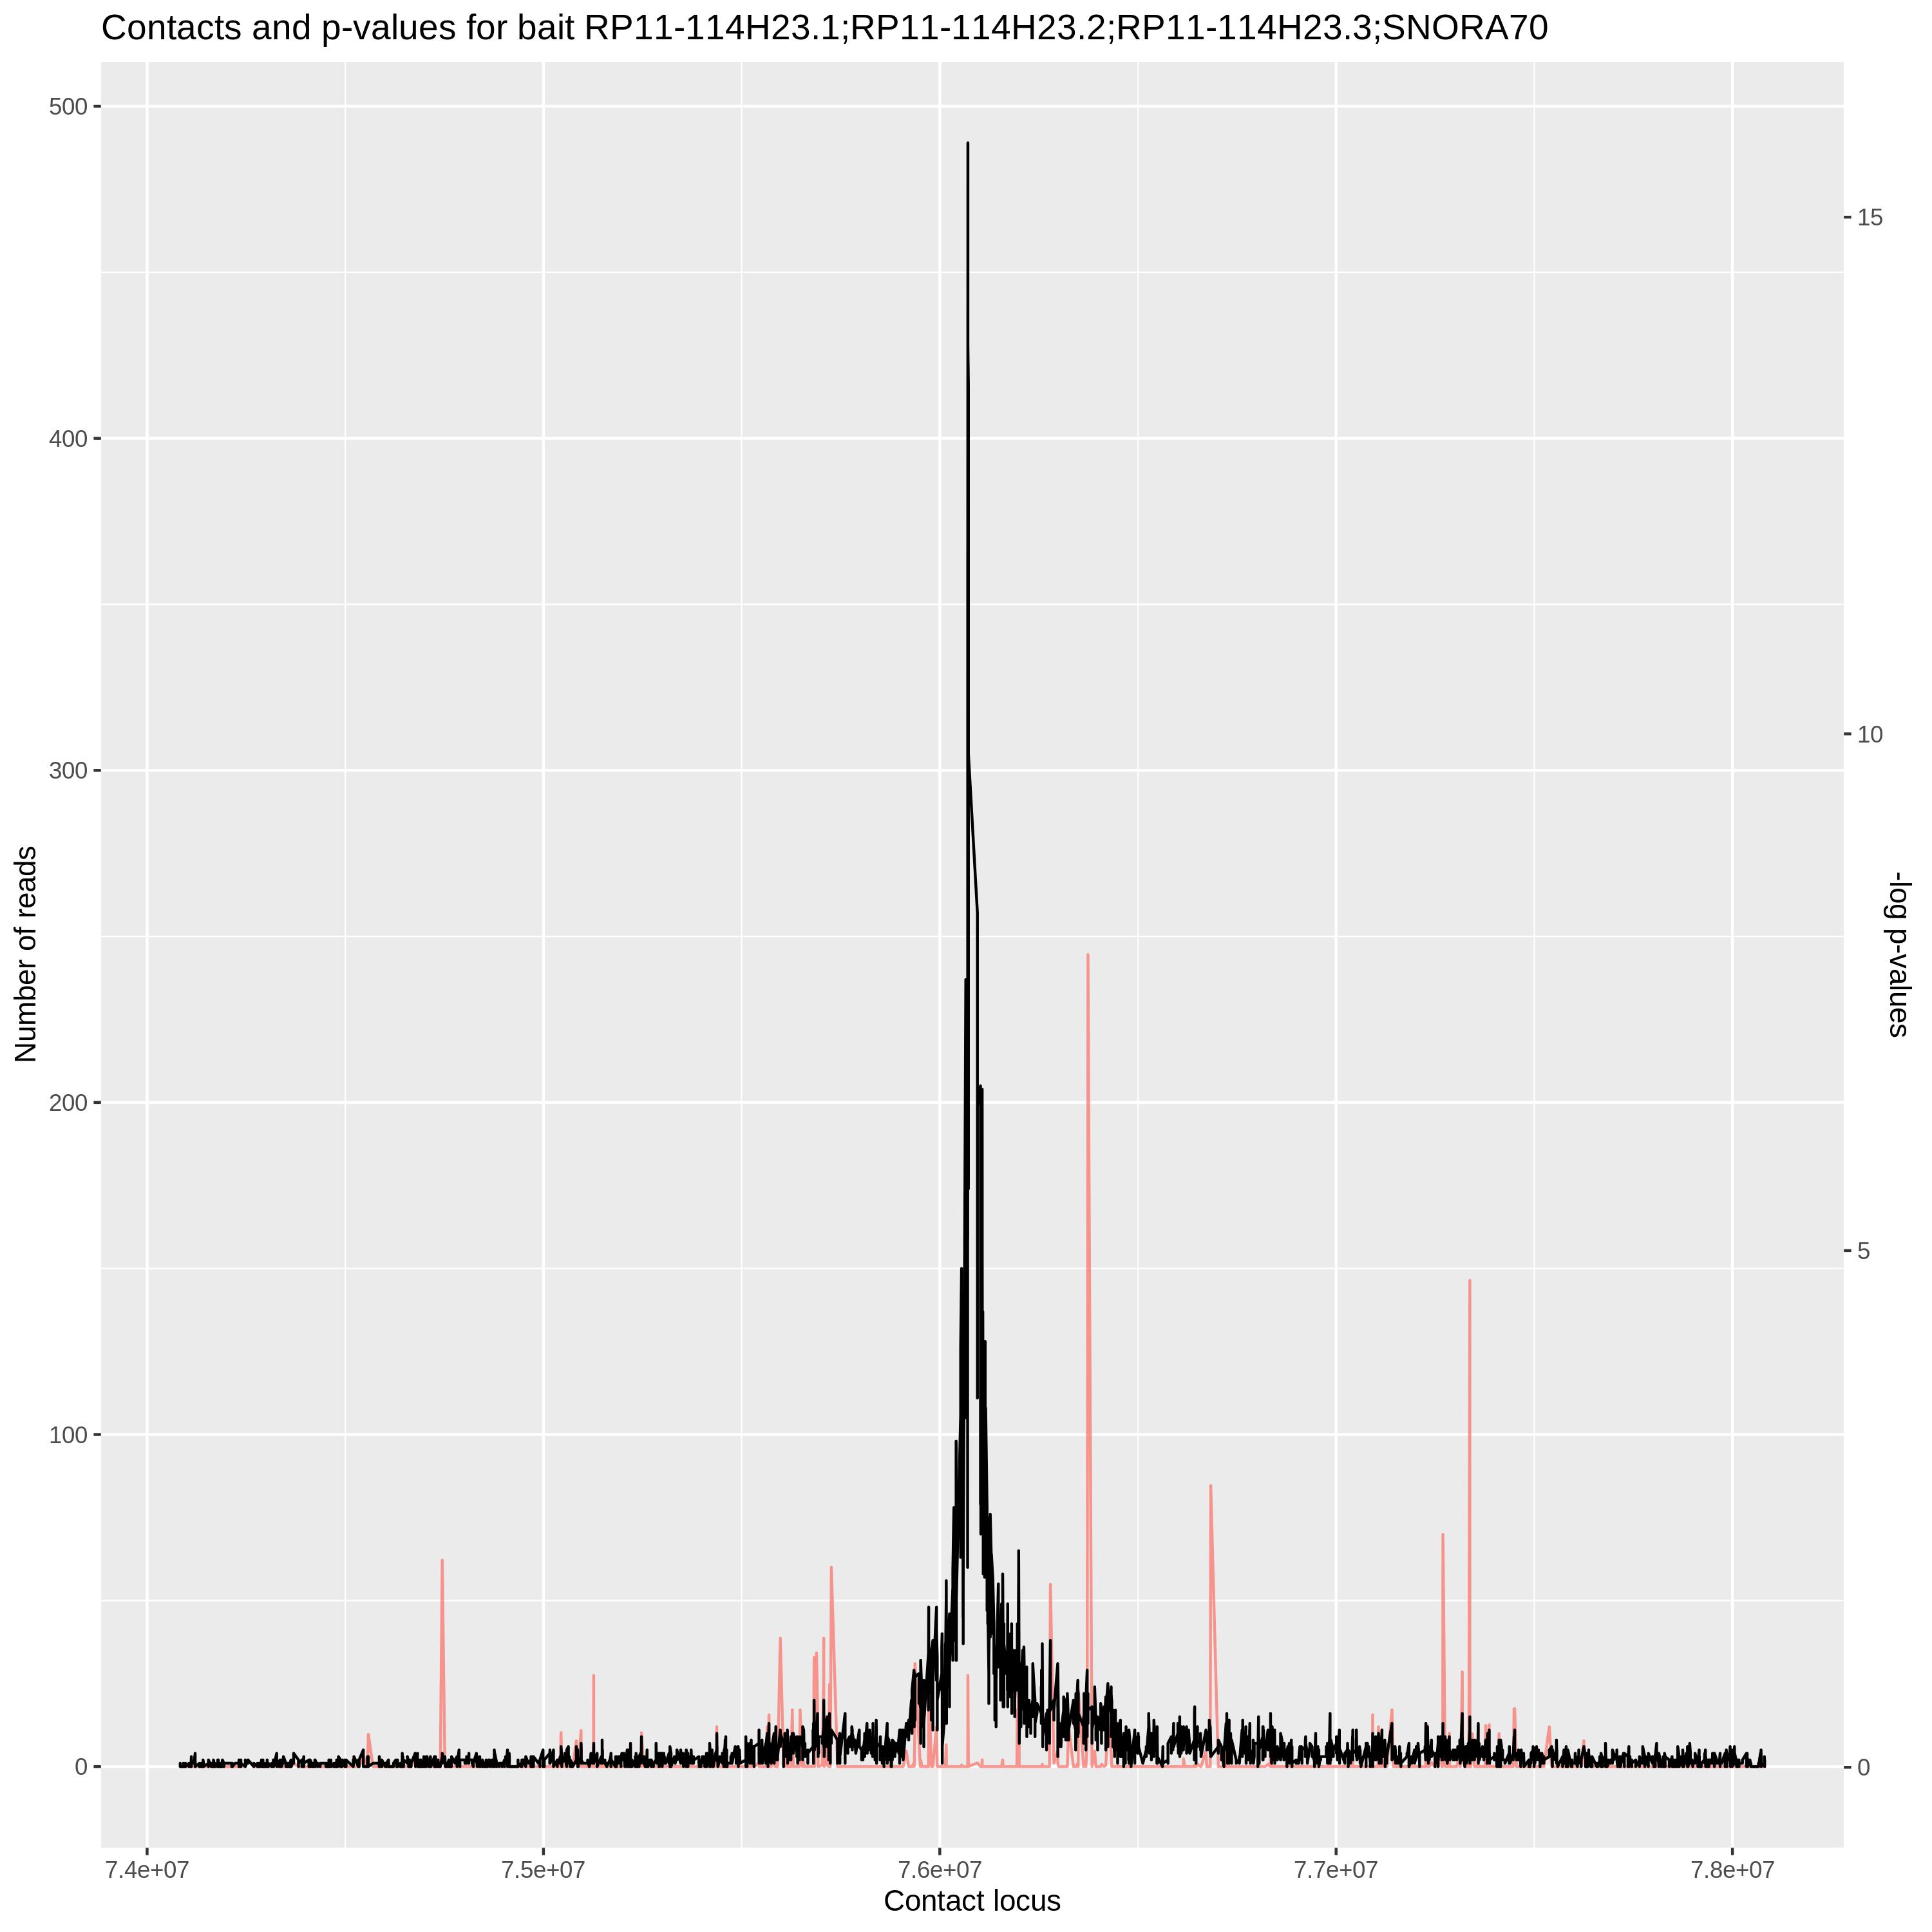 Contacts and p-values for bait RP11-114H23.1;RP11-114H23.2;RP11-114H23.3;SNORA70
500
400
300
200
100
0
Number of reads
15
10
5
0
-log p-values
7.4e+07
7.5e+07
7.6e+07
7.7e+07
7.8e+07
Contact locus